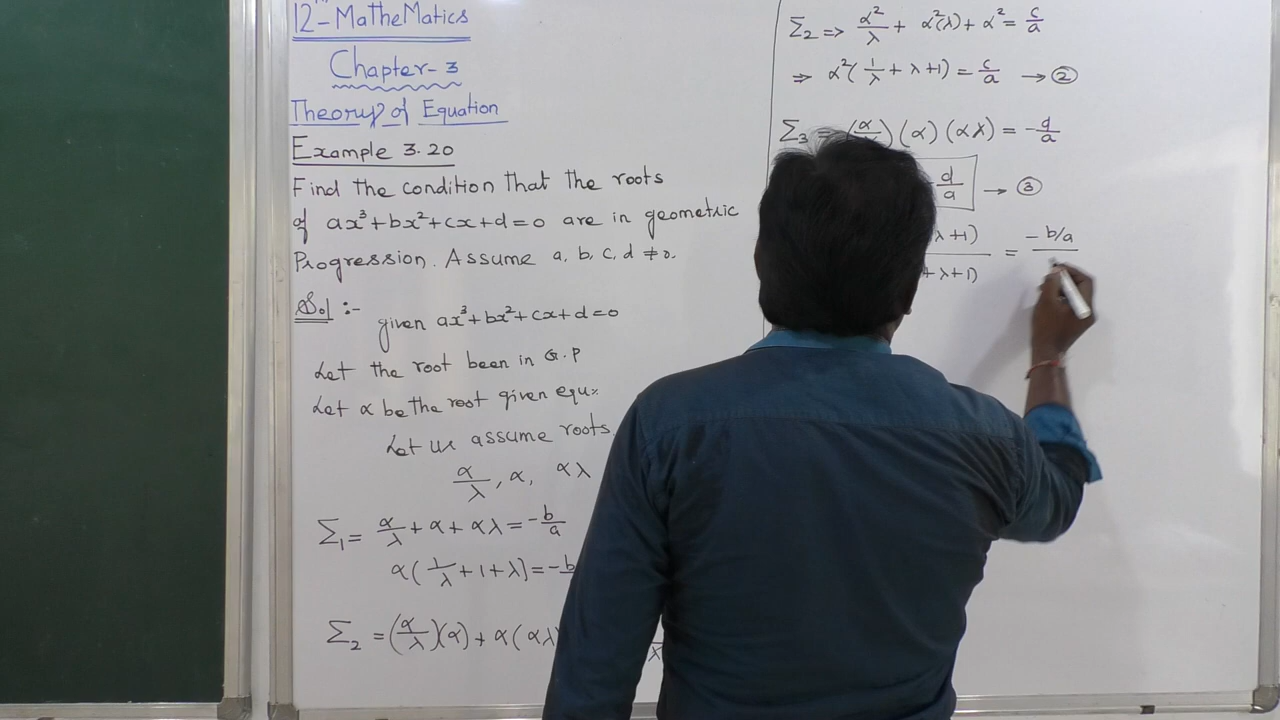 12th-MatheMatics
Chapter-3
Theory of Equation
Example 3.20
Find the condition that the roots
of ax³+bx²+cx+d=0 are in geometric
Progression. Assume a, b, c, d ≠0.
Sol :-
given ax³+bx²+cx+d=0
Let the root been in G.P
Let α be the root given equ:
Let us assume roots
α/λ, α, αλ
Σ₁= α/λ + α + αλ = -b/a
α(1/λ+1+λ)=-b
Σ₂ =(α/λ)(α)+ α(αλ)
Σ₂ => α²/λ + α²(λ)+ α² = c/a
⇒ α²(1/λ + λ+1) = c/a → ②
Σ₃ = (α/λ)(α)(αλ) = -d/a
d/a → ③
λ+1) = -b/a
+λ+1)